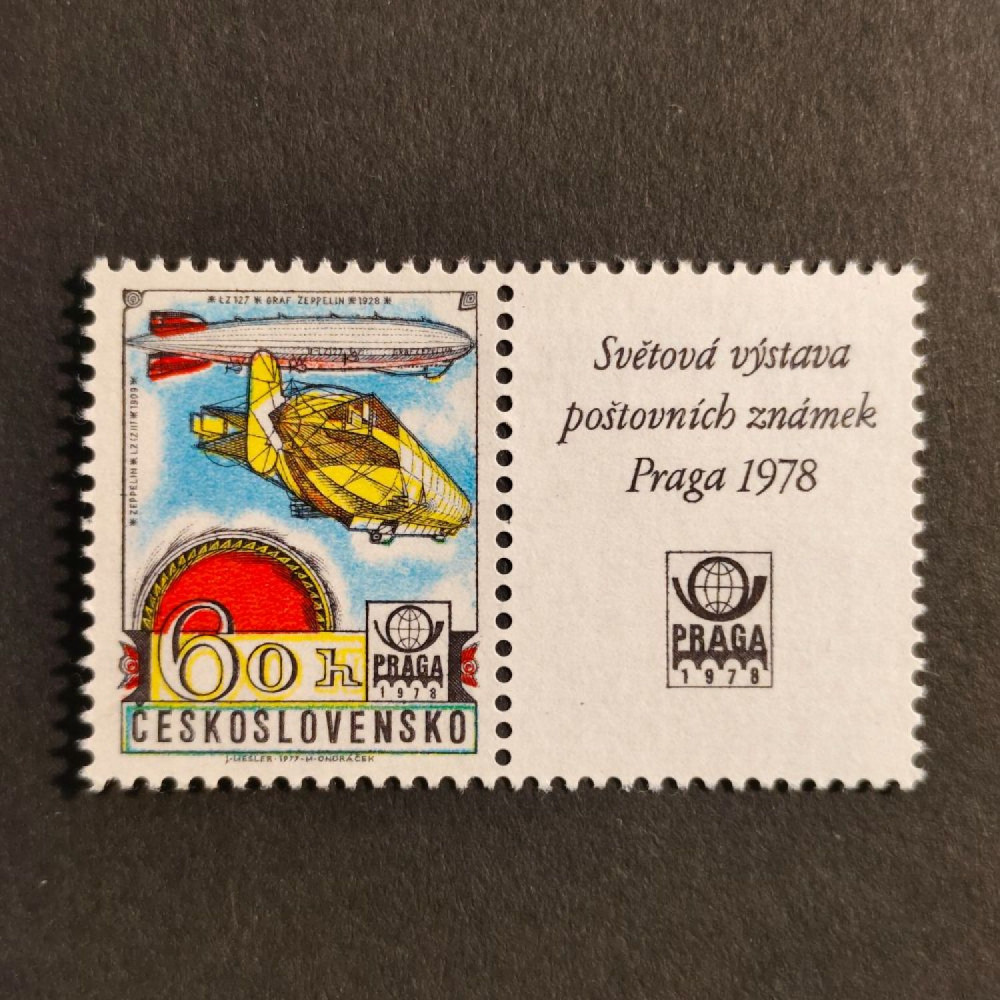 ✳ LZ 127 ✳ GRAF ZEPPELIN ✳ 1928 ✳
✳ ZEPPELIN ✳ LZ ✳ 1909 ✳
60 h
PRAGA
1978
ČESKOSLOVENSKO
J·LIESLER·1977·M·ONDRÁČEK
Světová výstava
poštovních známek
Praga 1978
PRAGA
1978